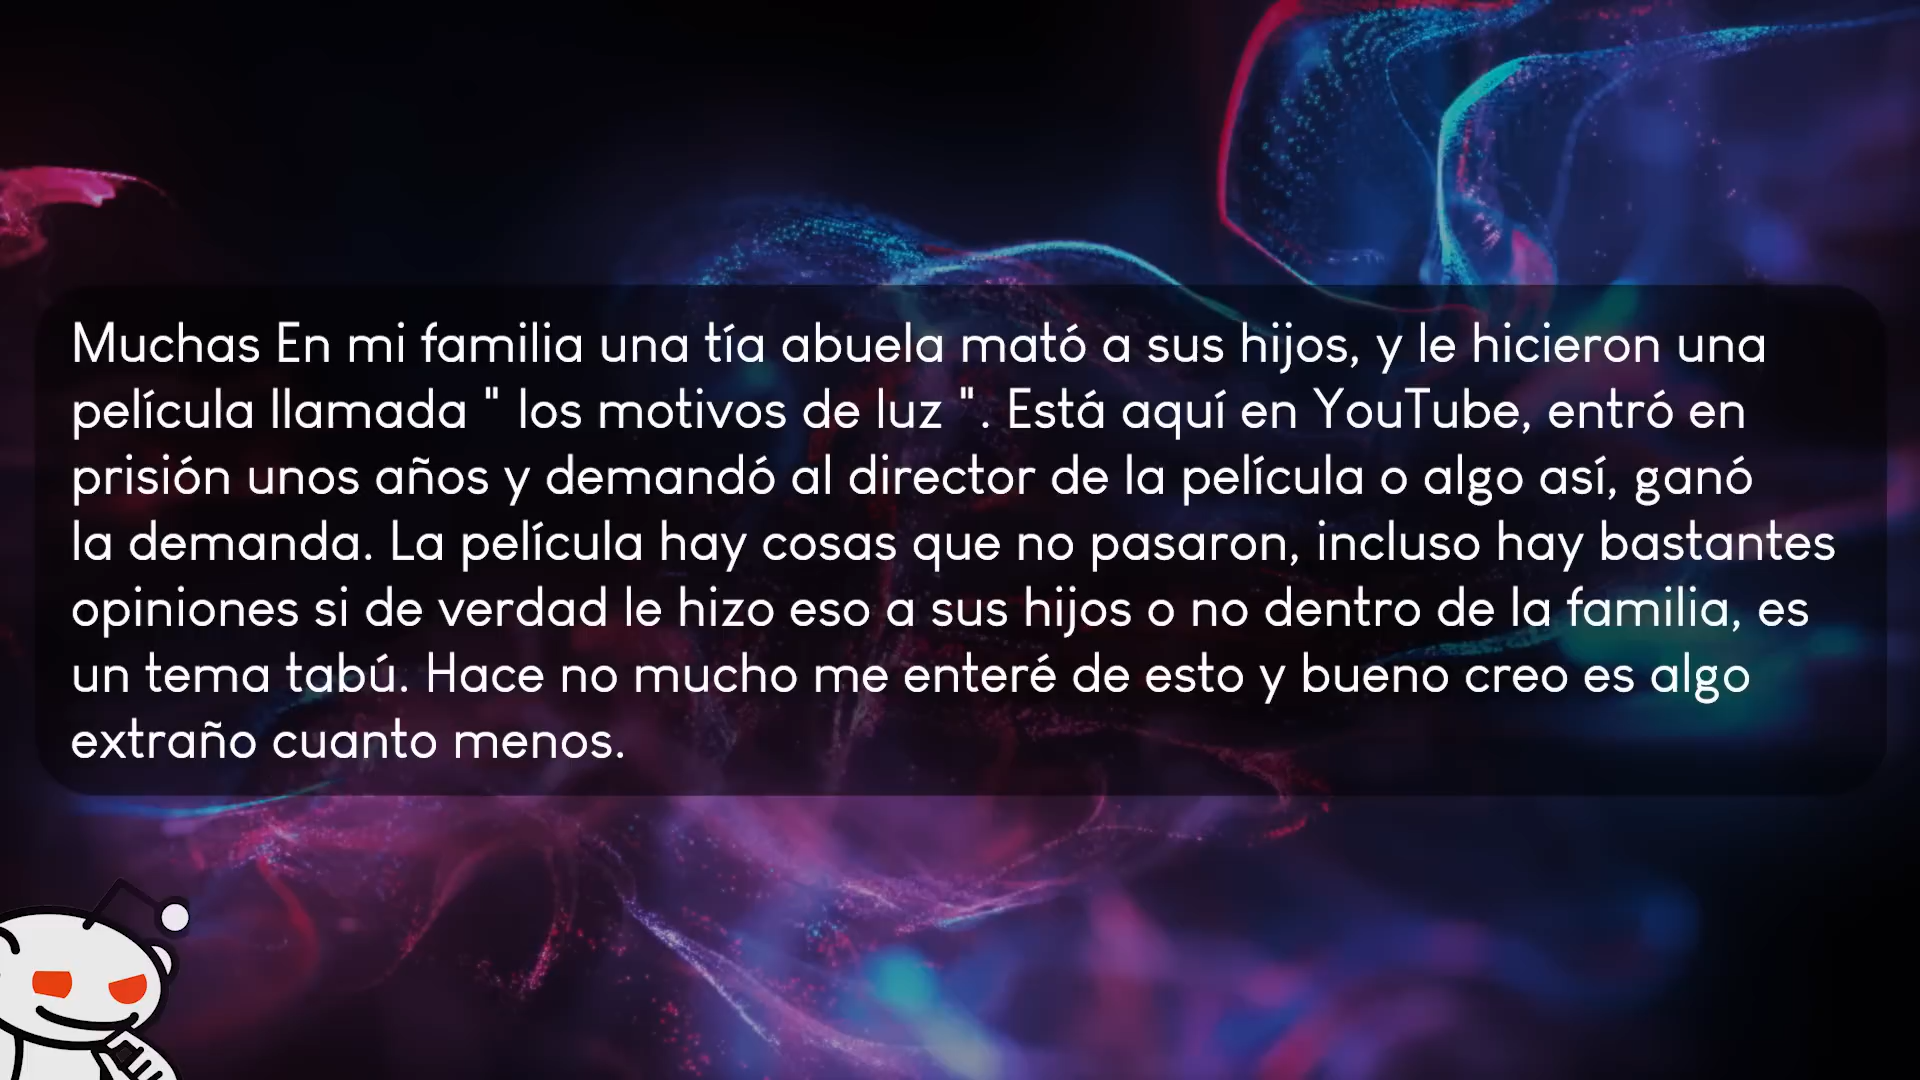 Muchas En mi familia una tía abuela mató a sus hijos, y le hicieron una
película llamada " los motivos de luz ". Está aquí en YouTube, entró en
prisión unos años y demandó al director de la película o algo así, ganó
la demanda. La película hay cosas que no pasaron, incluso hay bastantes
opiniones si de verdad le hizo eso a sus hijos o no dentro de la familia, es
un tema tabú. Hace no mucho me enteré de esto y bueno creo es algo
extraño cuanto menos.